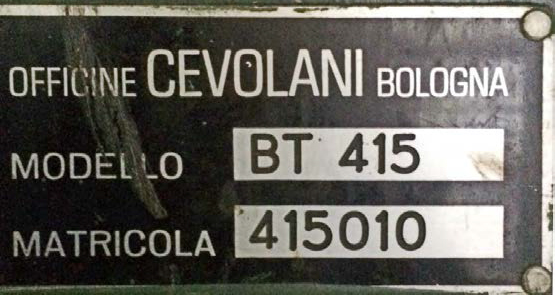 OFFICINE CEVOLANI BOLOGNA
MODELLO BT 415
MATRICOLA 415010